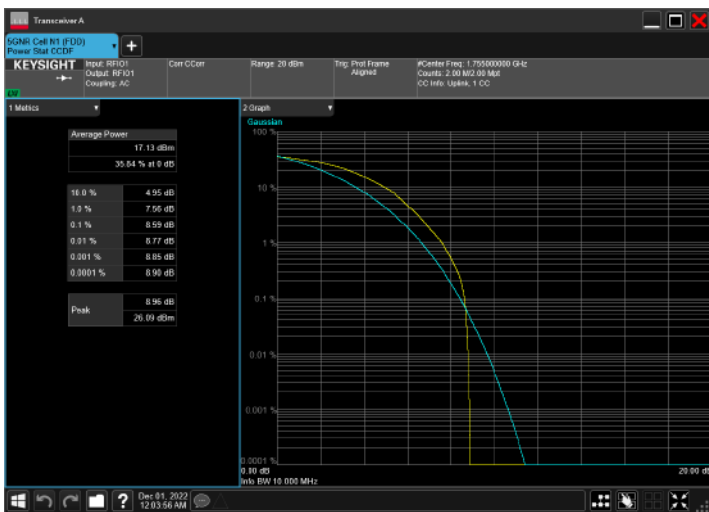 Transceiver A
5GNR Cell N1 (FDD)
Power Stat CCDF
KEYSIGHT
Input: RFIO1
Output: RFIO1
Coupling: AC
Corr CCorr
Range: 20 dBm
Trig: Prot Frame
Aligned
#Center Freq: 1.755000000 GHz
Counts: 2.00 M/2.00 Mpt
CC Info: Uplink, 1 CC
1 Metrics
Average Power
17.13 dBm
35.84 % at 0 dB
10.0 % 4.95 dB
1.0 % 7.56 dB
0.1 % 8.59 dB
0.01 % 8.77 dB
0.001 % 8.85 dB
0.0001 % 8.90 dB
Peak
8.96 dB
26.09 dBm
2 Graph
Gaussian
100 %
10 %
1 %
0.1 %
0.01 %
0.001 %
0.0001 %
0.00 dB
20.00 dB
Info BW 10.000 MHz
?
Dec 01, 2022
12:03:56 AM